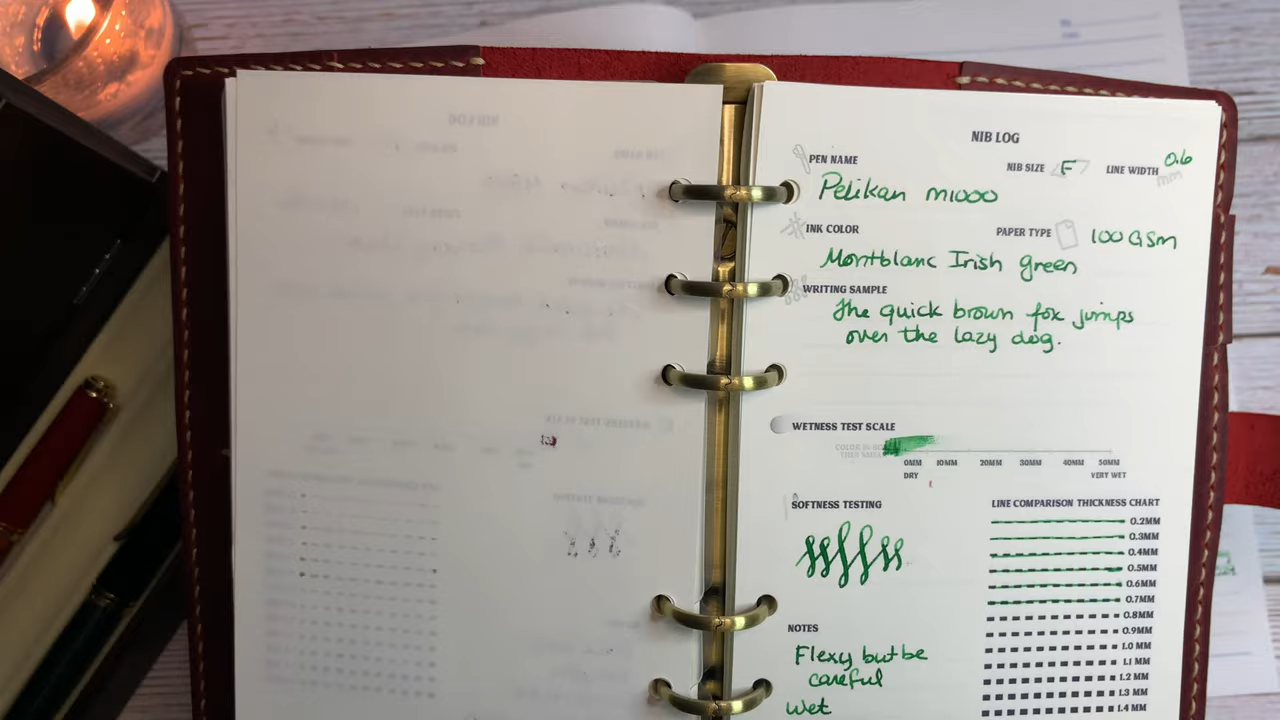 NIB LOG
PEN NAME
NIB SIZE F LINE WIDTH 0.6 mm
Pelikan m1000
INK COLOR
PAPER TYPE 100 GSm
Montblanc Irish green
WRITING SAMPLE
The quick brown fox jumps
over the lazy dog.
WETNESS TEST SCALE
0MM 10MM 20MM 30MM 40MM 50MM
DRY VERY WET
SOFTNESS TESTING
LINE COMPARISON THICKNESS CHART
0.2MM
0.3MM
0.4MM
0.5MM
0.6MM
0.7MM
0.8MM
0.9MM
1.0 MM
1.1 MM
1.2 MM
1.3 MM
1.4 MM
NOTES
Flexy but be
careful
Wet